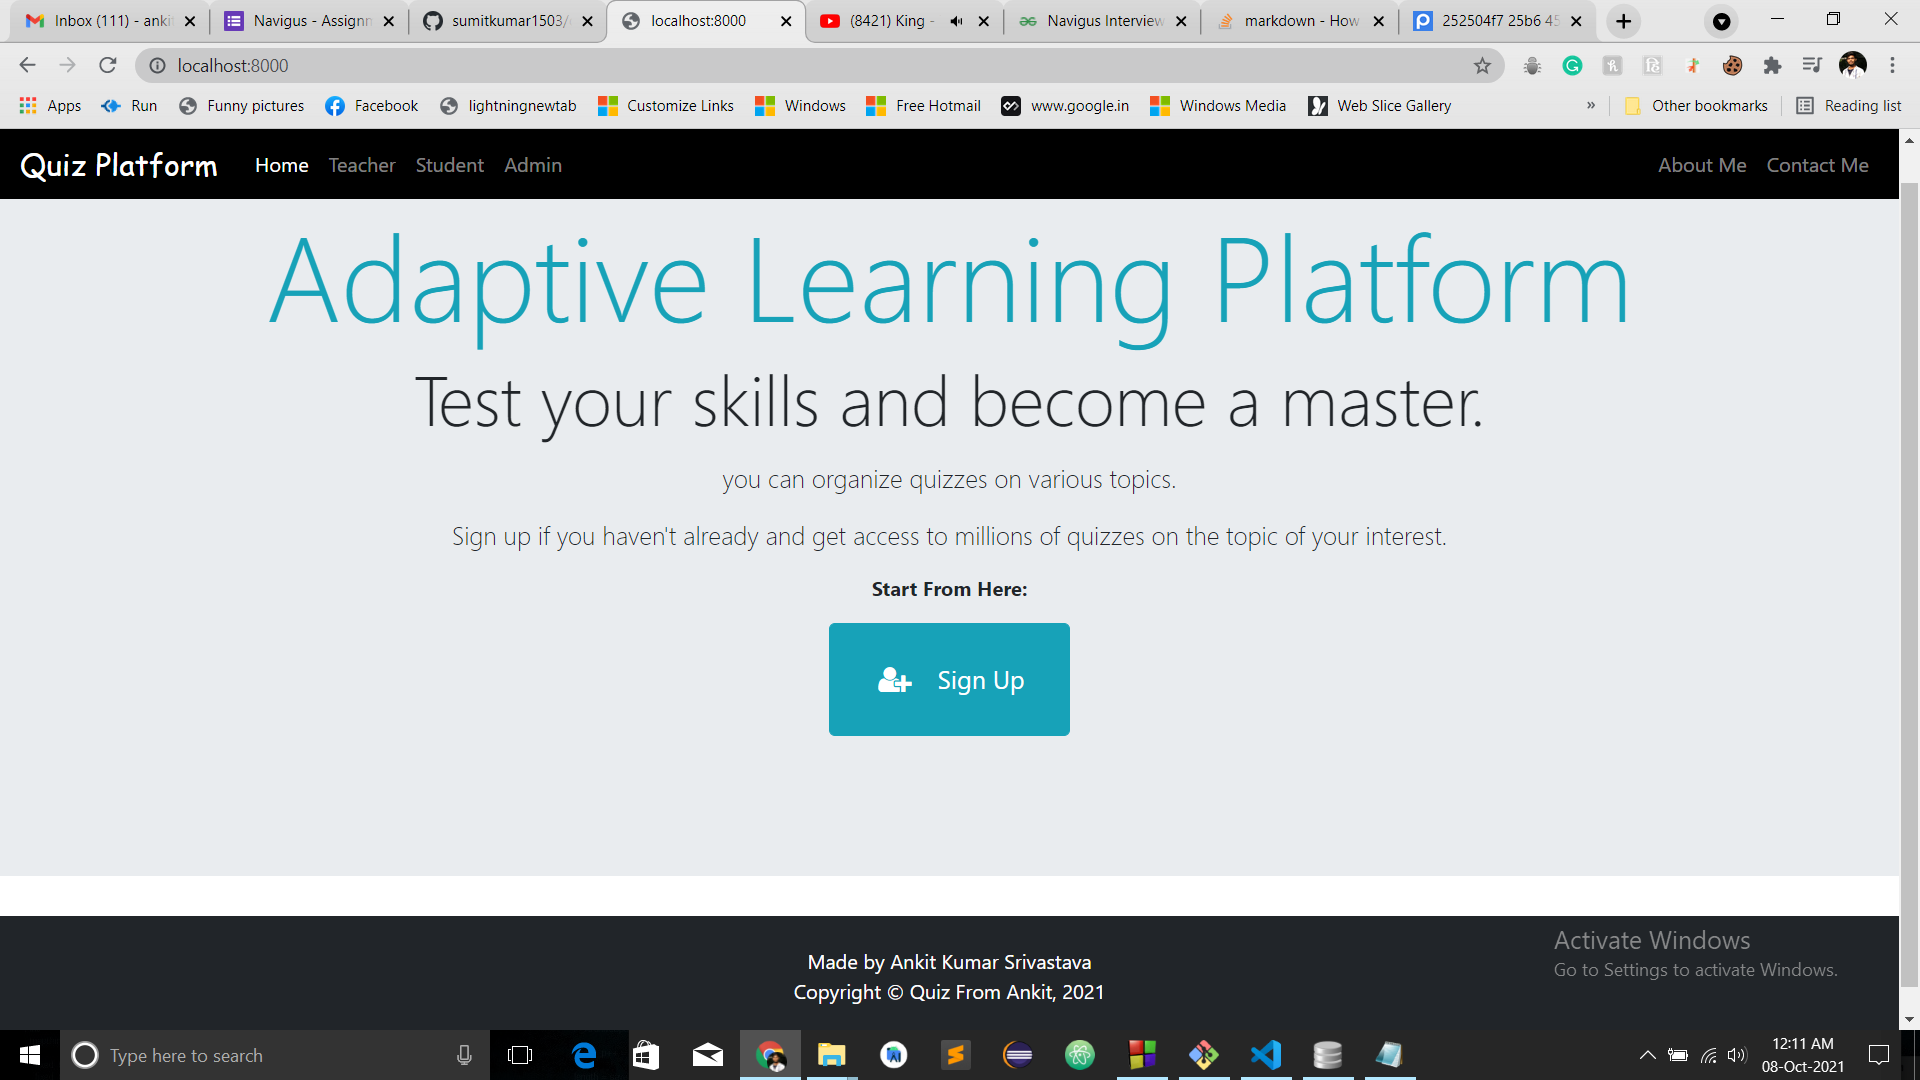 Inbox (111) - anki
Navigus - Assignm
sumitkumar1503/
localhost:8000
(8421) King -
Navigus Interview
markdown - How
252504f7 25b6 45
localhost:8000
Apps
Run
Funny pictures
Facebook
lightningnewtab
Customize Links
Windows
Free Hotmail
www.google.in
Windows Media
Web Slice Gallery
»
Other bookmarks
Reading list
Quiz Platform
Home
Teacher
Student
Admin
About Me
Contact Me
Adaptive Learning Platform
Test your skills and become a master.
you can organize quizzes on various topics.
Sign up if you haven't already and get access to millions of quizzes on the topic of your interest.
Start From Here:
Sign Up
Activate Windows
Go to Settings to activate Windows.
Made by Ankit Kumar Srivastava
Copyright © Quiz From Ankit, 2021
Type here to search
12:11 AM
08-Oct-2021